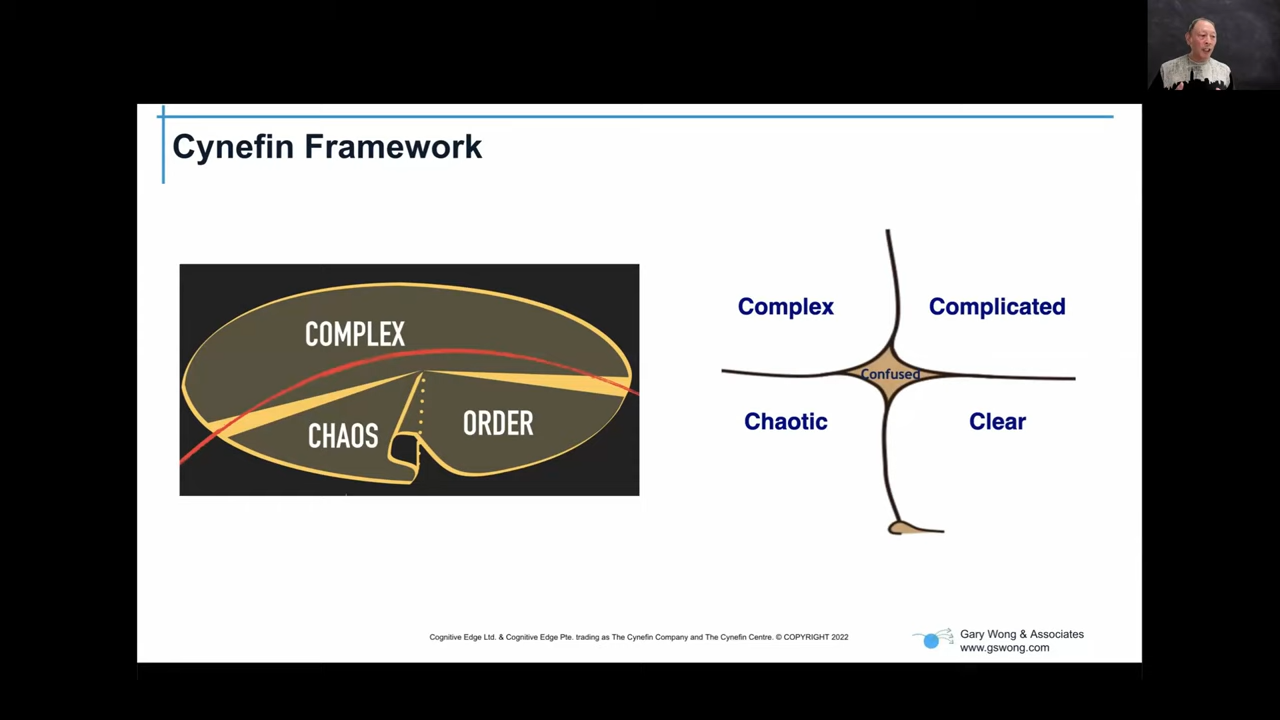 Cynefin Framework
COMPLEX
CHAOS
ORDER
Complex
Complicated
Confused
Chaotic
Clear
Cognitive Edge Ltd. & Cognitive Edge Pte. trading as The Cynefin Company and The Cynefin Centre. © COPYRIGHT 2022
Gary Wong & Associates
www.gswong.com